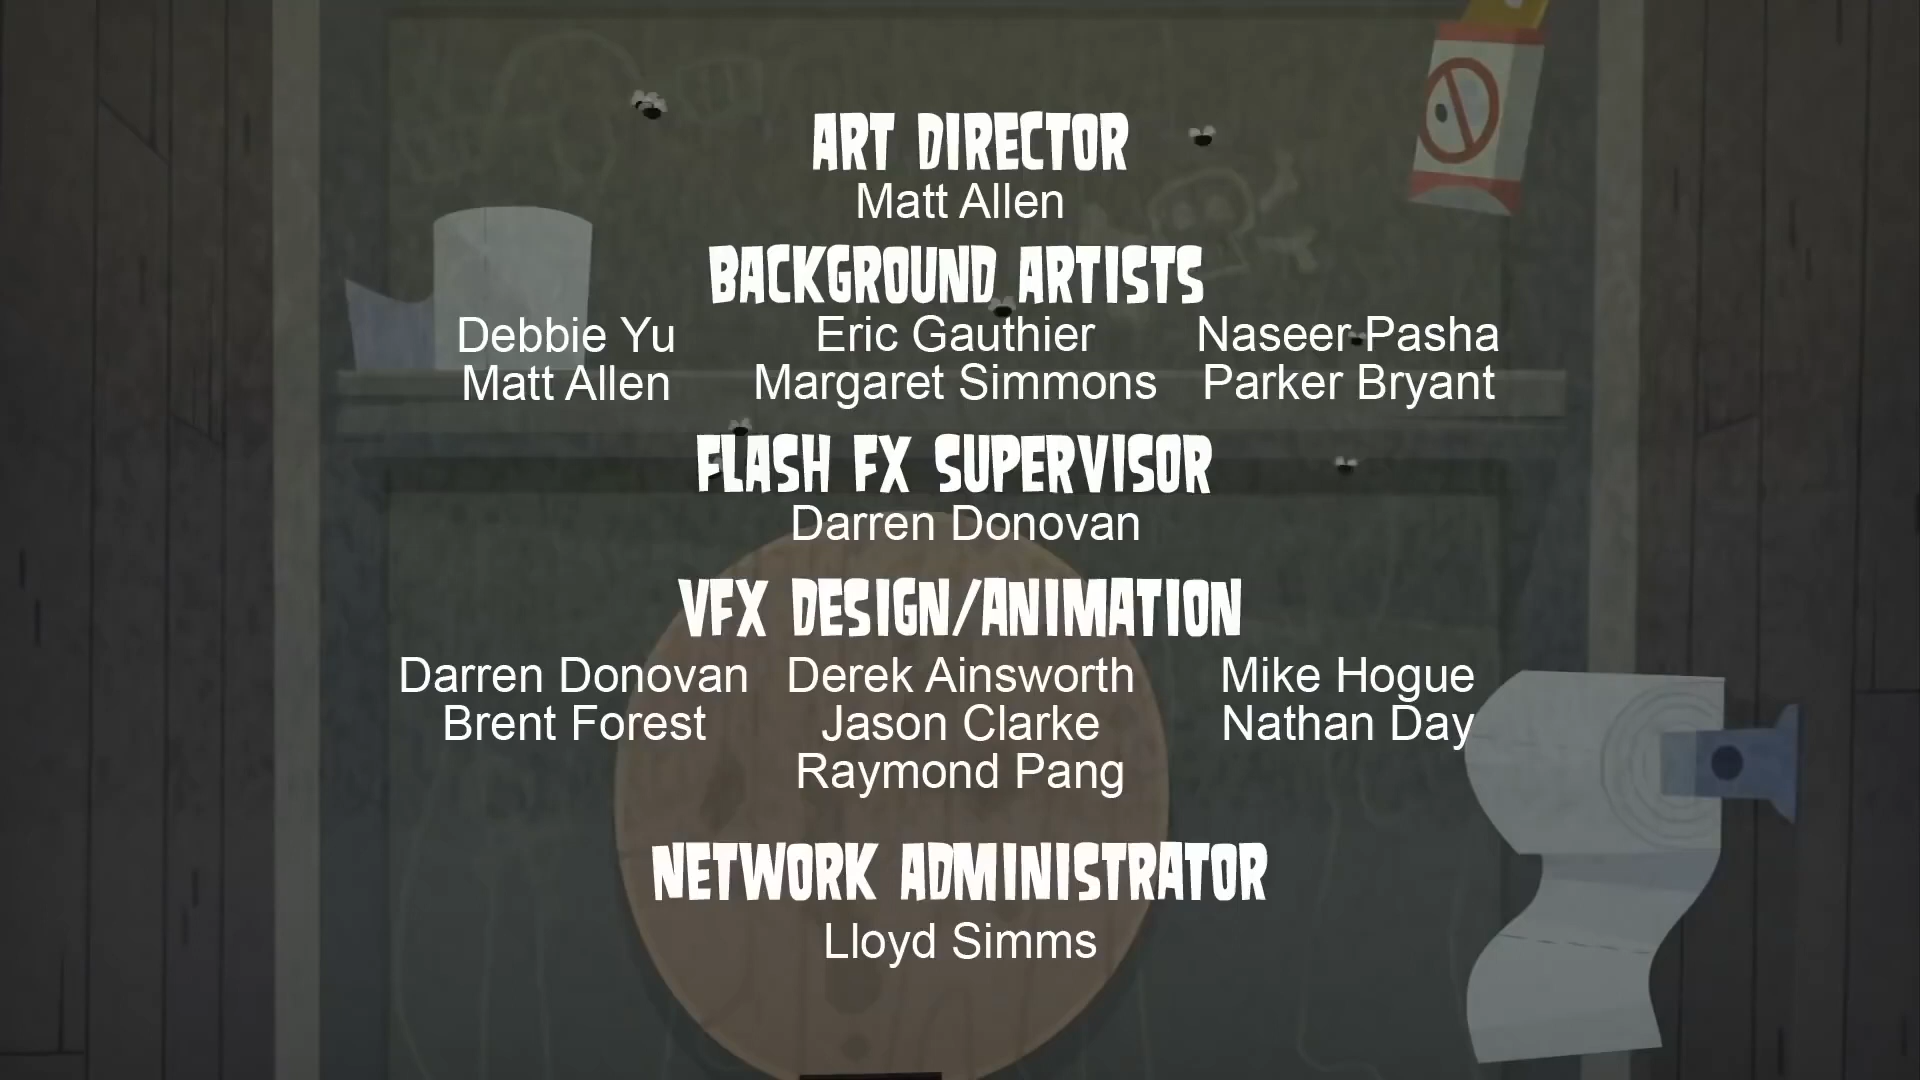 ART DIRECTOR
Matt Allen
BACKGROUND ARTISTS
Debbie Yu Eric Gauthier Naseer Pasha
Matt Allen Margaret Simmons Parker Bryant
FLASH FX SUPERVISOR
Darren Donovan
VFX DESIGN/ANIMATION
Darren Donovan Derek Ainsworth Mike Hogue
Brent Forest Jason Clarke Nathan Day
Raymond Pang
NETWORK ADMINISTRATOR
Lloyd Simms